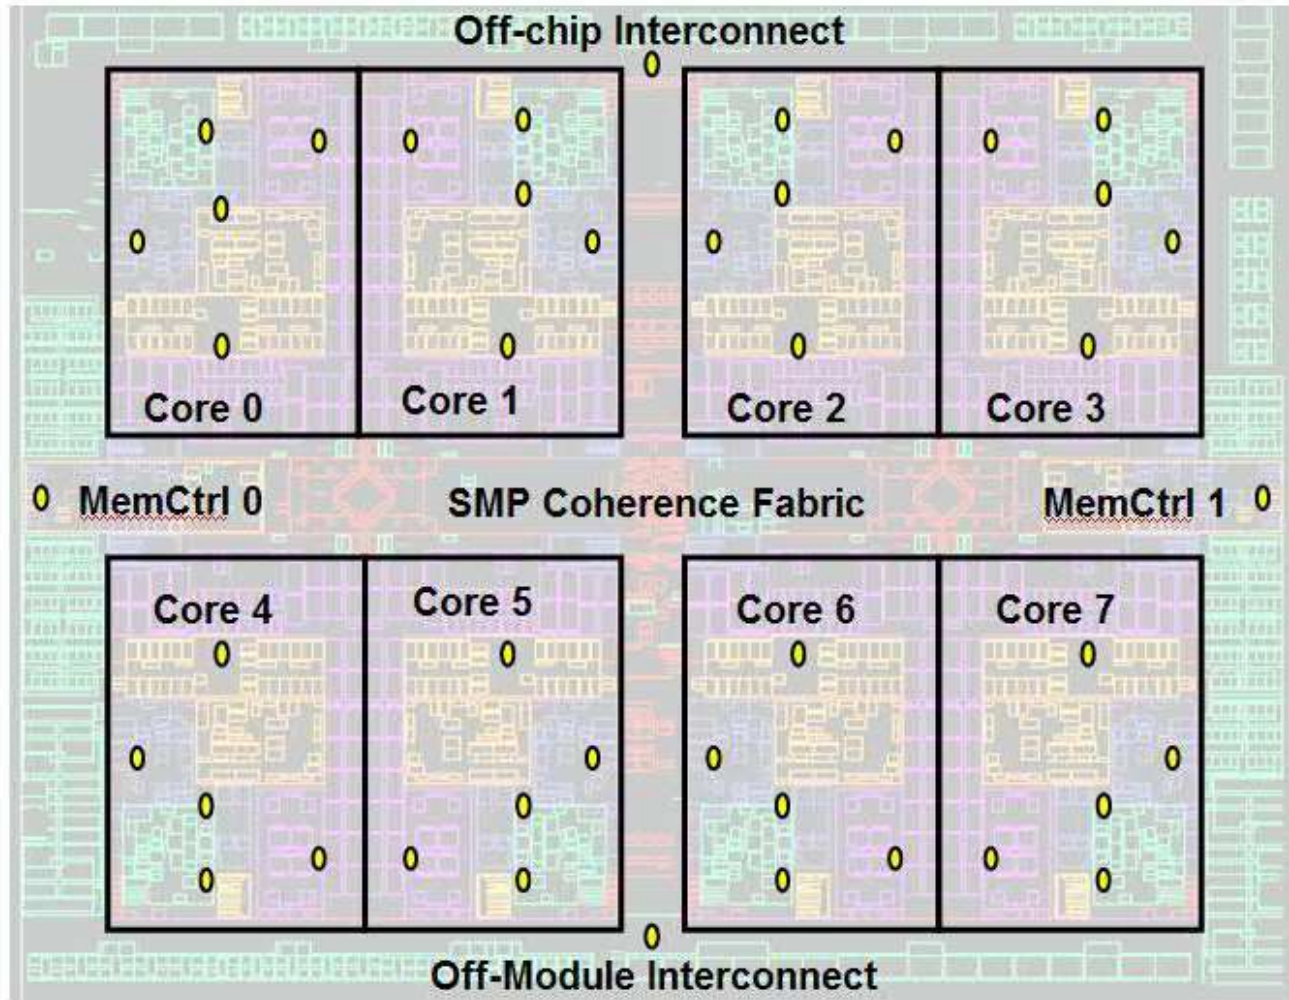 Off-chip Interconnect
Core 0
Core 1
Core 2
Core 3
MemCtrl 0
SMP Coherence Fabric
MemCtrl 1
Core 4
Core 5
Core 6
Core 7
Off-Module Interconnect